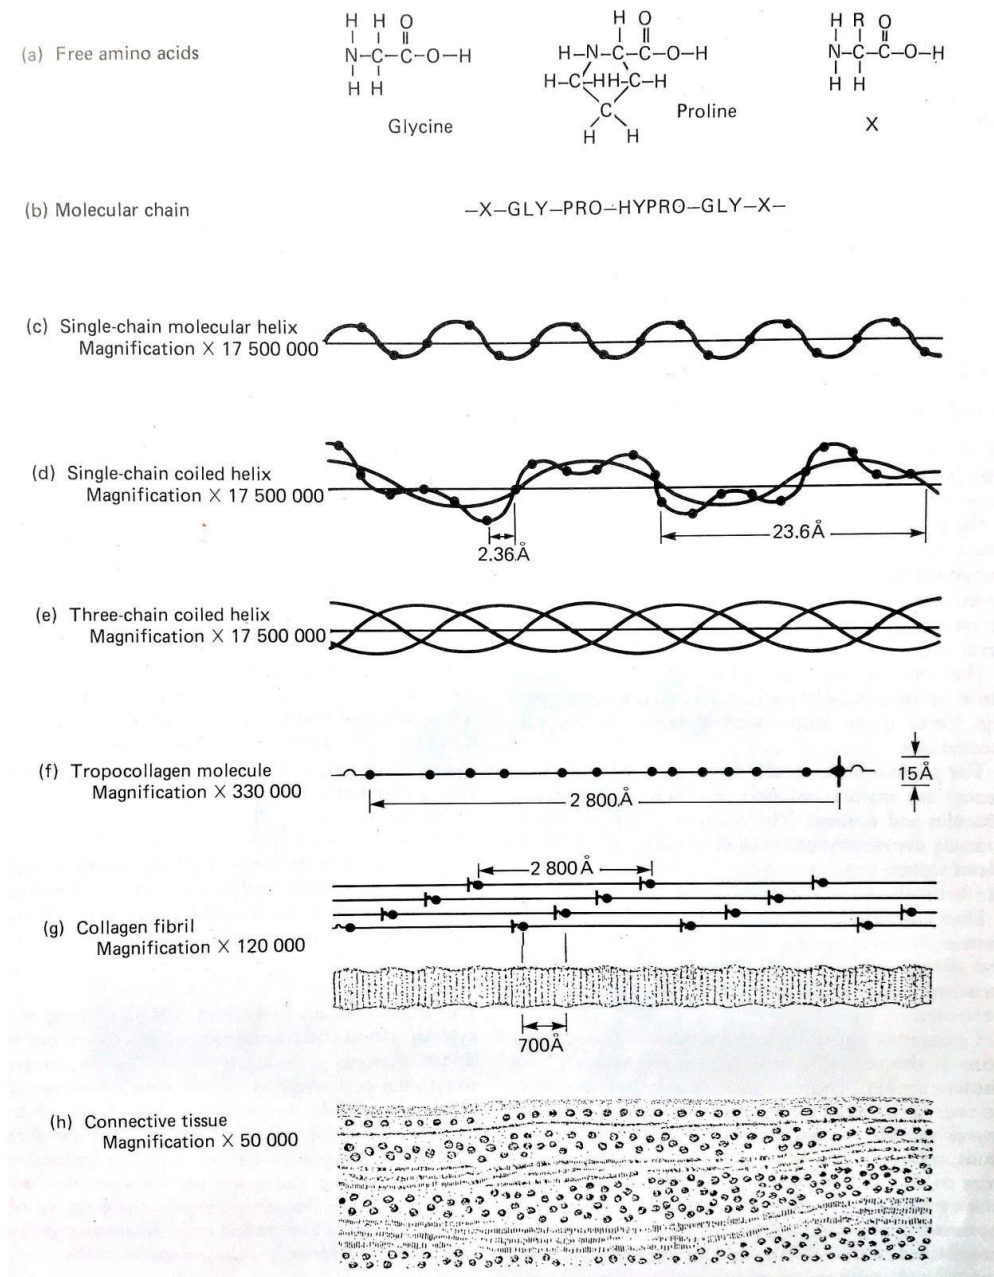 (a) Free amino acids
H H O
N–C–C–O–H
H H
Glycine
H O
H–N–C–C–O–H
H–C–HH–C–H
C
H H
Proline
H R O
N–C–C–O–H
H H
X
(b) Molecular chain
–X–GLY–PRO–HYPRO–GLY–X–
(c) Single-chain molecular helix
Magnification X 17 500 000
(d) Single-chain coiled helix
Magnification X 17 500 000
2.36Å
23.6Å
(e) Three-chain coiled helix
Magnification X 17 500 000
(f) Tropocollagen molecule
Magnification X 330 000
2 800Å
15Å
(g) Collagen fibril
Magnification X 120 000
2 800Å
700Å
(h) Connective tissue
Magnification X 50 000